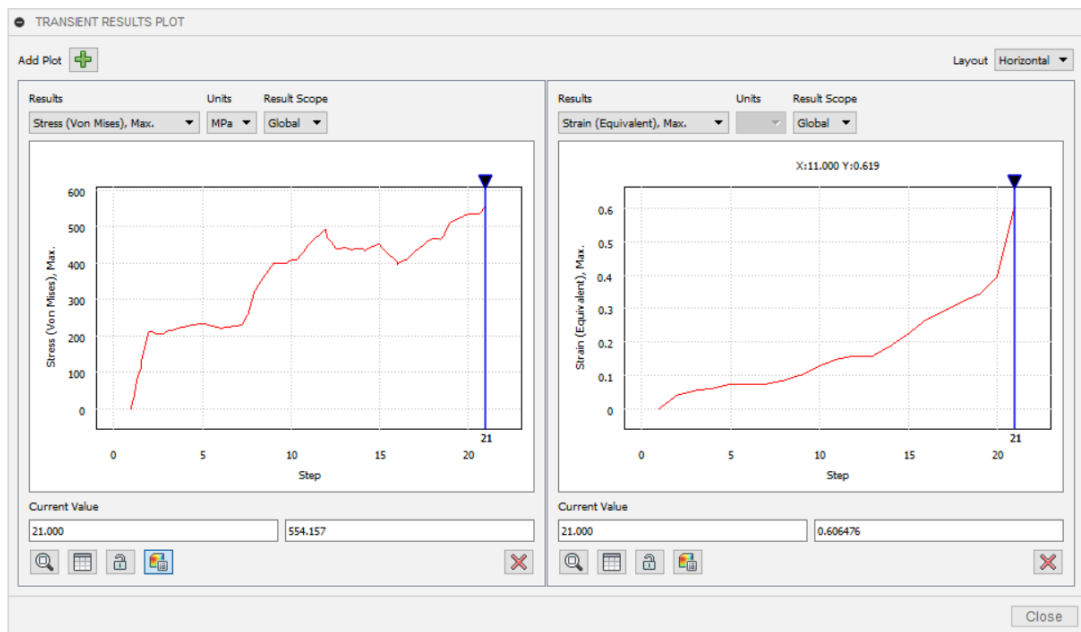 TRANSIENT RESULTS PLOT
Add Plot
Layout Horizontal
Results Units Result Scope
Stress (Von Mises), Max. MPa Global
600
500
400
300
200
100
0
Stress (Von Mises), Max.
21
0 5 10 15 20
Step
Current Value
21.000 554.157
Results Units Result Scope
Strain (Equivalent), Max. Global
X:11.000 Y:0.619
0.6
0.5
0.4
0.3
0.2
0.1
0
Strain (Equivalent), Max.
21
0 5 10 15 20
Step
Current Value
21.000 0.606476
Close